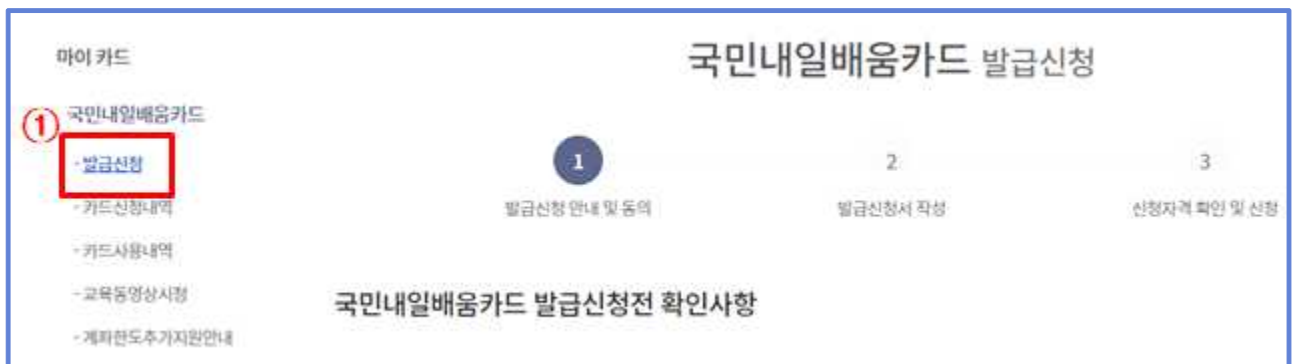 마이 카드
국민내일배움카드 발급신청
국민내일배움카드
①
- 발급신청
1
2
3
- 카드신청내역
발급신청 안내 및 동의
발급신청서 작성
신청자격 확인 및 신청
- 카드사용내역
- 교육동영상시청
국민내일배움카드 발급신청전 확인사항
- 계좌한도추가지원안내